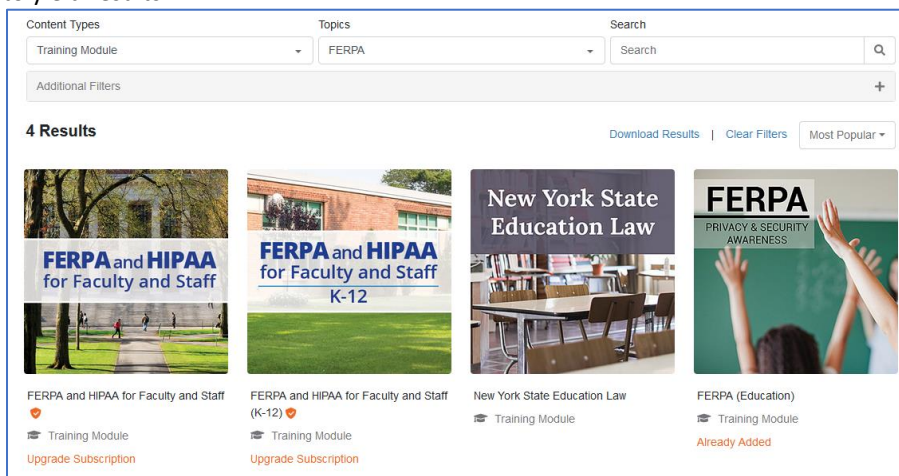 Content Types
Topics
Search
Training Module
FERPA
Search
Additional Filters
+
4 Results
Download Results | Clear Filters
Most Popular
FERPA and HIPAA
for Faculty and Staff
FERPA and HIPAA
for Faculty and Staff
K-12
New York State
Education Law
FERPA
PRIVACY & SECURITY
AWARENESS
FERPA and HIPAA for Faculty and Staff
Training Module
Upgrade Subscription
FERPA and HIPAA for Faculty and Staff
(K-12)
Training Module
Upgrade Subscription
New York State Education Law
Training Module
FERPA (Education)
Training Module
Already Added